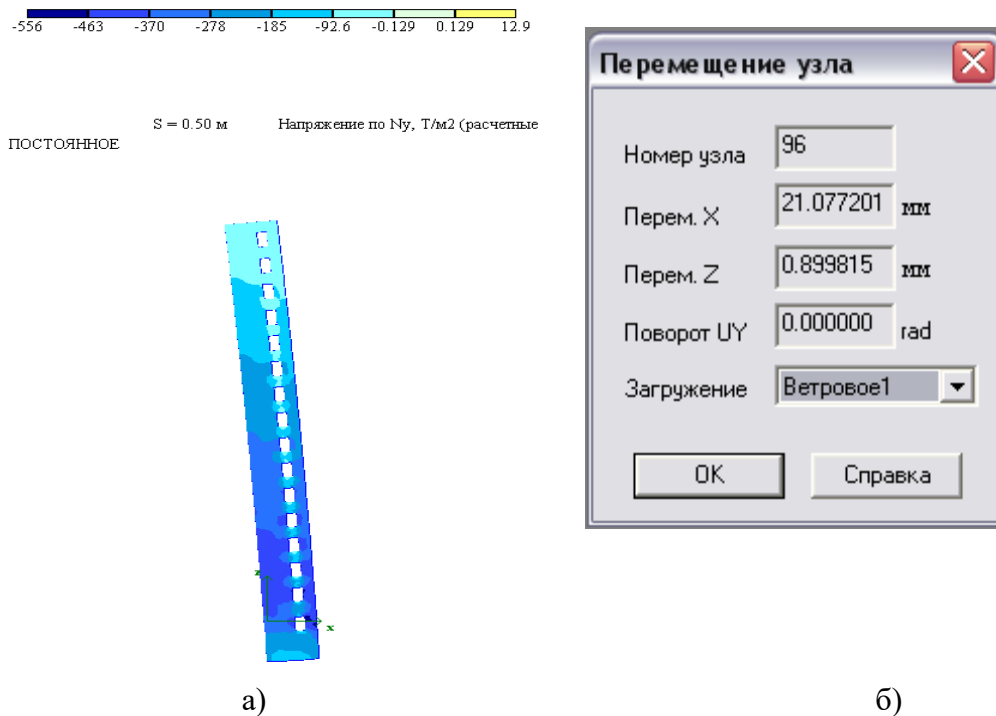 -556 -463 -370 -278 -185 -92.6 -0.129 0.129 12.9
S = 0.50 м Напряжение по Ny, Т/м2 (расчетные
ПОСТОЯННОЕ
z
x
а)
Перемещение узла
Номер узла 96
Перем. X 21.077201 мм
Перем. Z 0.899815 мм
Поворот UY 0.000000 rad
Загружение Ветровое1
OK Справка
б)